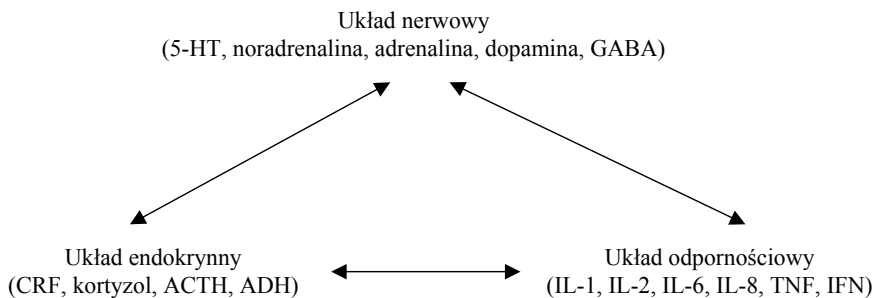 Układ nerwowy
(5-HT, noradrenalina, adrenalina, dopamina, GABA)
Układ endokrynny
(CRF, kortyzol, ACTH, ADH)
Układ odpornościowy
(IL-1, IL-2, IL-6, IL-8, TNF, IFN)